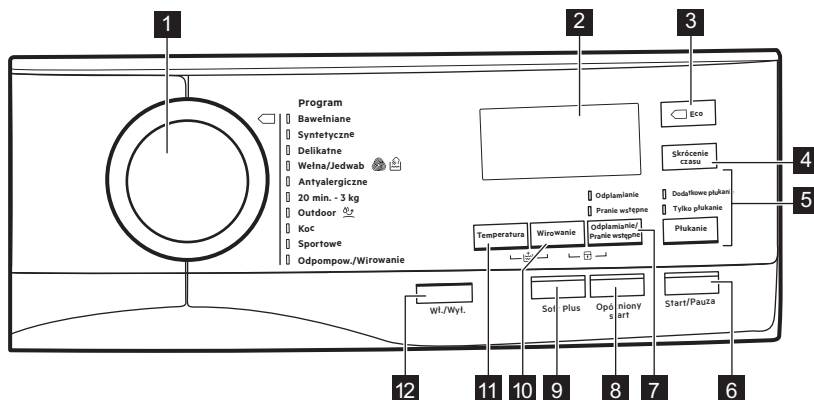 1
2
3
Program
Bawełniane
Syntetyczne
Delikatne
Wełna/Jedwab
Antyalergiczne
20 min. - 3 kg
Outdoor
Koc
Sportowe
Odpompow./Wirowanie
Eco
Skrócenie
czasu
4
5
Odplamianie
Pranie wstępne
Dodatkowe płukanie
Tylko płukanie
Temperatura
Wirowanie
Odplamianie/
Pranie wstępne
Płukanie
Wł./Wył.
Soft Plus
Opóźniony
start
Start/Pauza
12
11
10
9
8
7
6